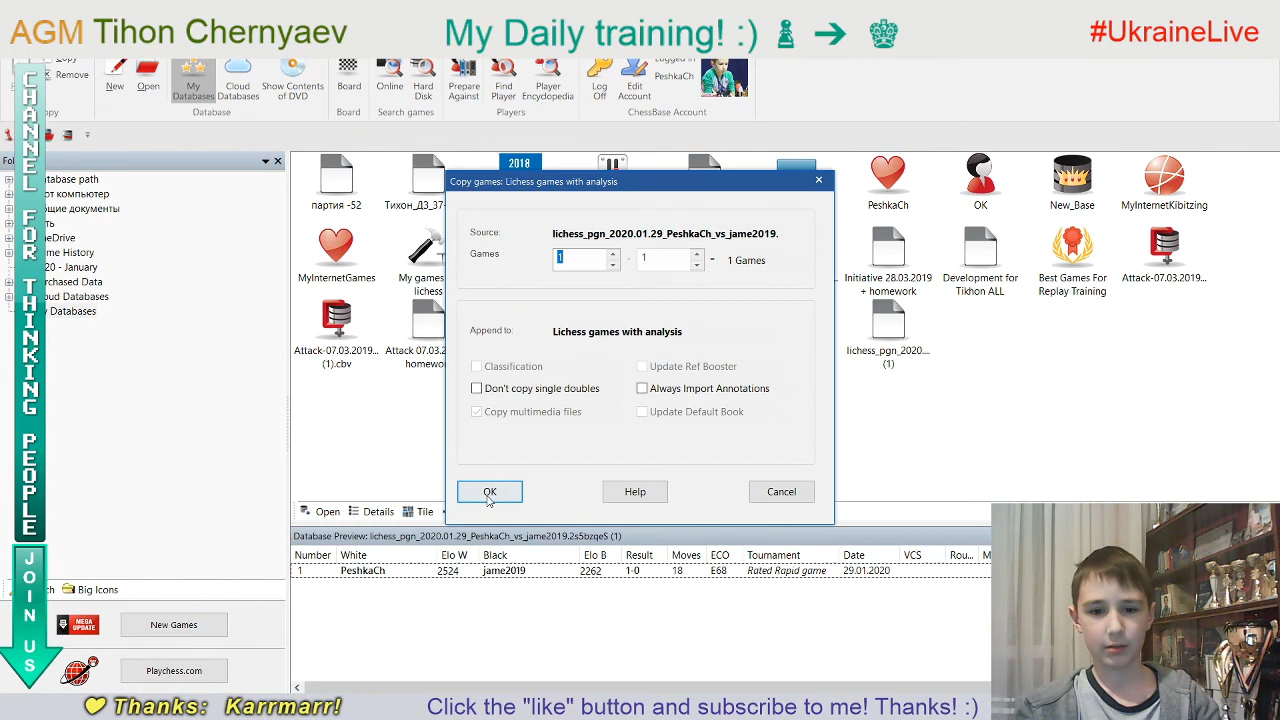 AGM Tihon Chernyaev
My Daily training! :)
#UkraineLive
CHANNEL FOR THINKING PEOPLE
JOIN US
Remove
New
Open
My Databases
Cloud Databases
Show Contents of DVD
Database
Board
Board
Online
Hard Disk
Search games
Prepare Against
Find Player
Player Encyclopedia
Players
Log Off
Edit Account
PeshkaCh
ChessBase Account
Database path
2018
партия -52
Тихон_ДЗ_37-
PeshkaCh
OK
New_Base
MyInternetKibitzing
MyInternetGames
My games lichess
Initiative 28.03.2019 + homework
Development for Tikhon ALL
Best Games For Replay Training
Attack-07.03.2019...
Attack-07.03.2019... (1).cbv
Attack 07.03 homework
lichess_pgn_2020.... (1)
Copy games: Lichess games with analysis
Source:
lichess_pgn_2020.01.29_PeshkaCh_vs_jame2019.
Games
1 - 1 = 1 Games
Append to:
Lichess games with analysis
Classification
Update Ref Booster
Don't copy single doubles
Always Import Annotations
Copy multimedia files
Update Default Book
OK
Help
Cancel
Open
Details
Tile
Database Preview: lichess_pgn_2020.01.29_PeshkaCh_vs_jame2019.2s5bzqeS (1)
Number White Elo W Black Elo B Result Moves ECO Tournament Date VCS Rou...
1 PeshkaCh 2524 jame2019 2262 1-0 18 E68 Rated Rapid game 29.01.2020
Big Icons
MEGA UPDATE
New Games
Playchess.com
Thanks: Karrmarr!
Click the "like" button and subscribe to me! Thanks! :)